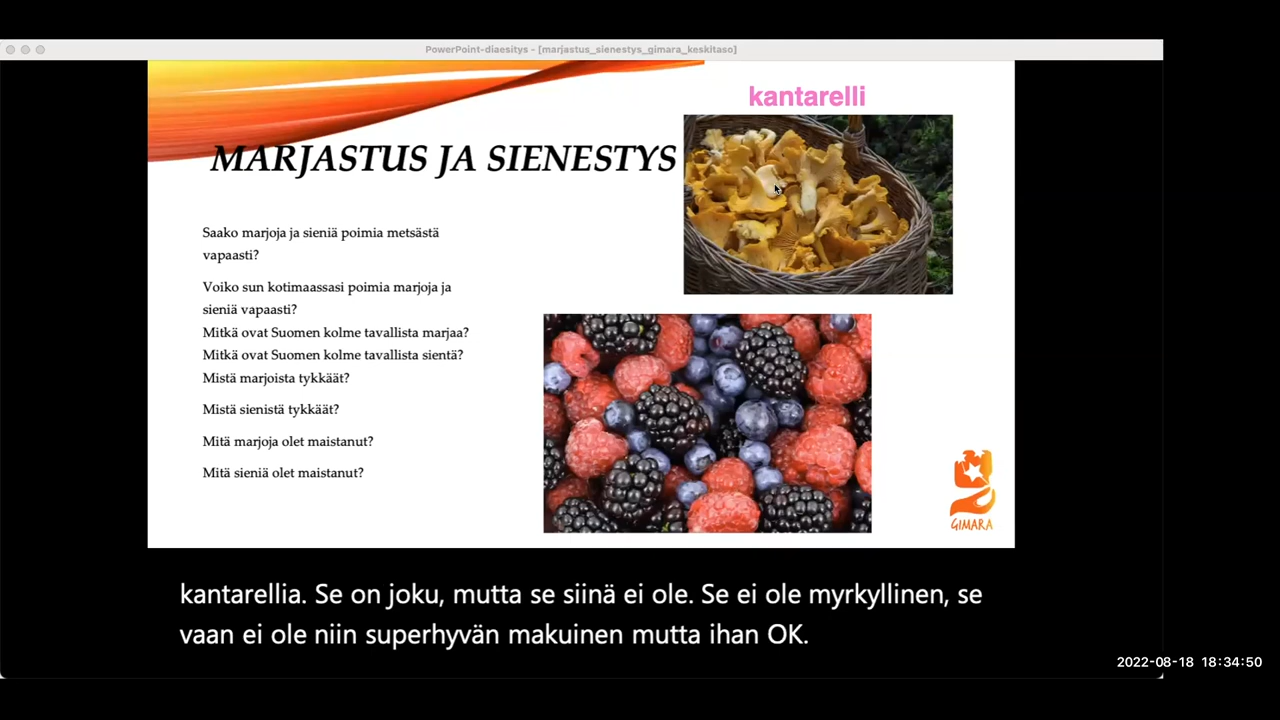 PowerPoint-diaesitys - [marjastus_sienestys_gimara_keskitaso]
kantarelli
MARJASTUS JA SIENESTYS
Saako marjoja ja sieniä poimia metsästä
vapaasti?
Voiko sun kotimaassasi poimia marjoja ja
sieniä vapaasti?
Mitkä ovat Suomen kolme tavallista marjaa?
Mitkä ovat Suomen kolme tavallista sientä?
Mistä marjoista tykkäät?
Mistä sienistä tykkäät?
Mitä marjoja olet maistanut?
Mitä sieniä olet maistanut?
GIMARA
kantarellia. Se on joku, mutta se siinä ei ole. Se ei ole myrkyllinen, se
vaan ei ole niin superhyvän makuinen mutta ihan OK.
2022-08-18 18:34:50